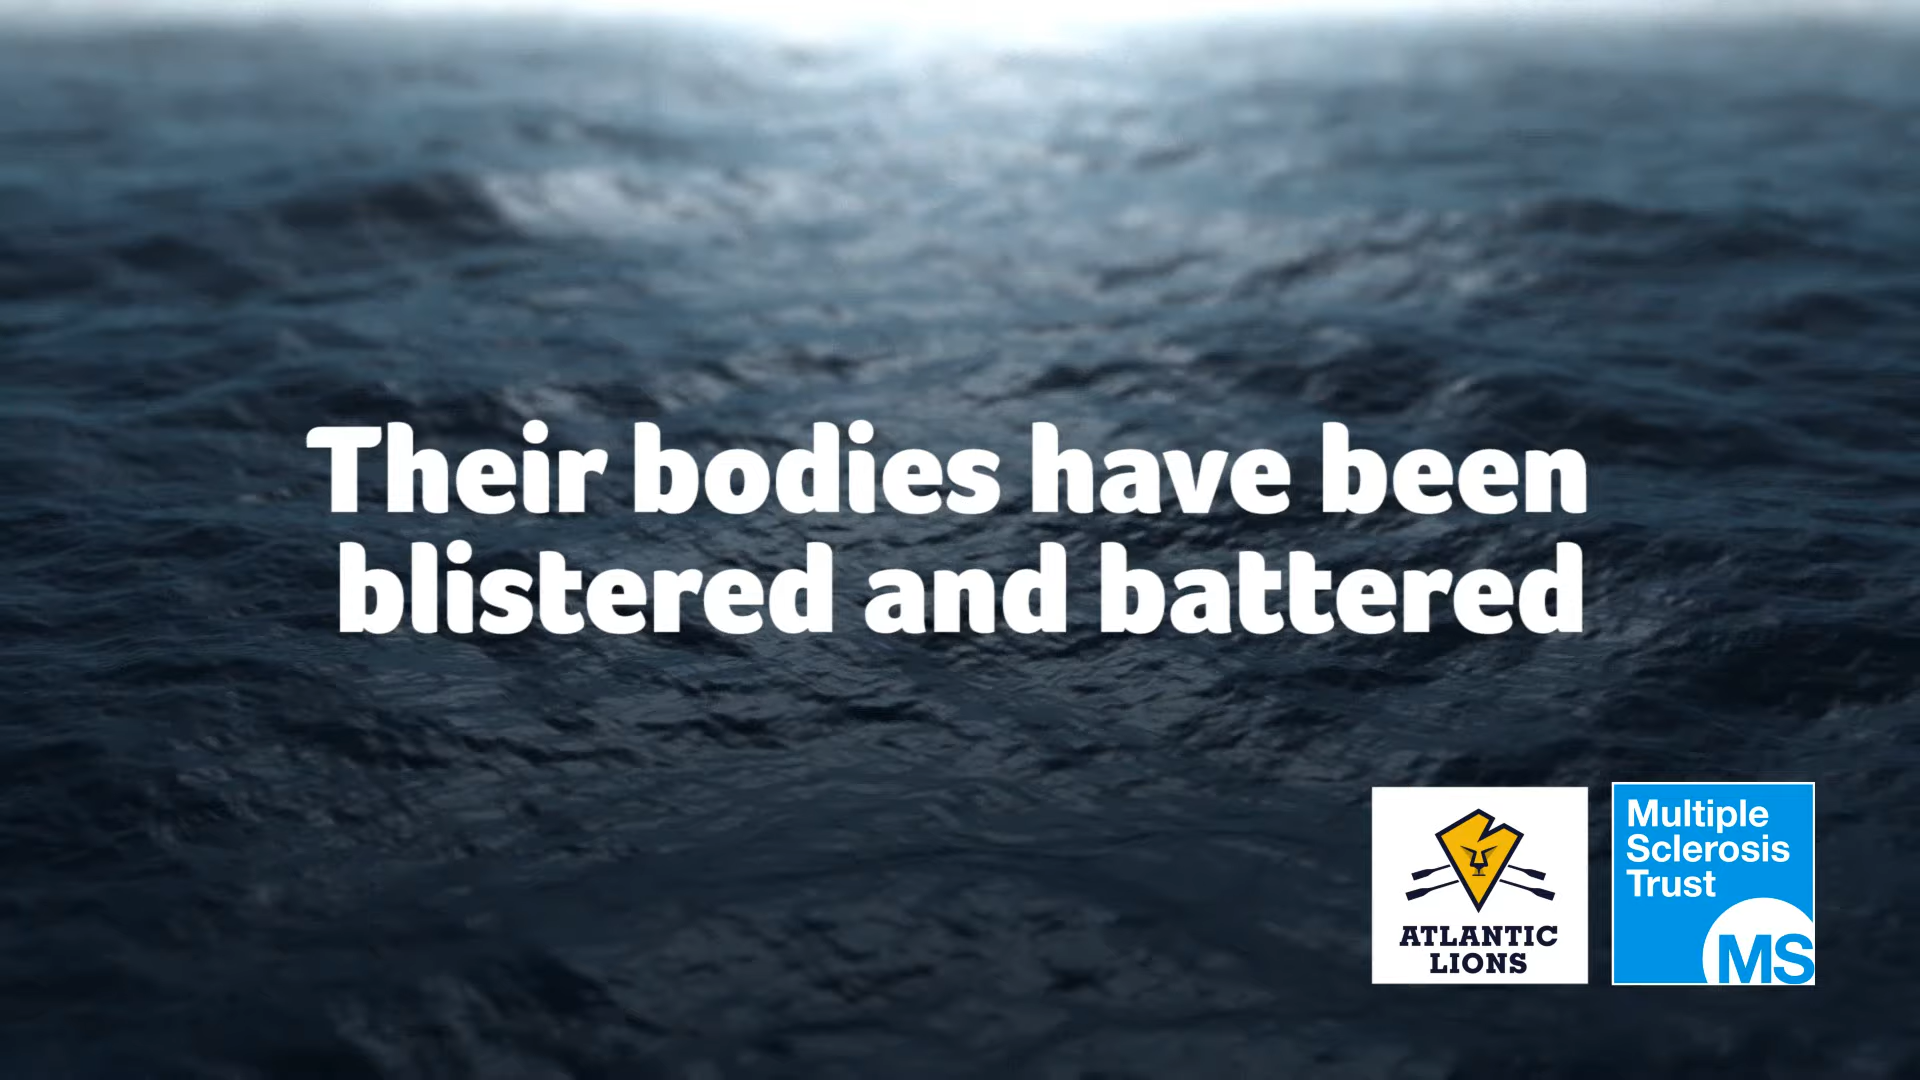 Their bodies have been
blistered and battered
ATLANTIC
LIONS
Multiple
Sclerosis
Trust
MS